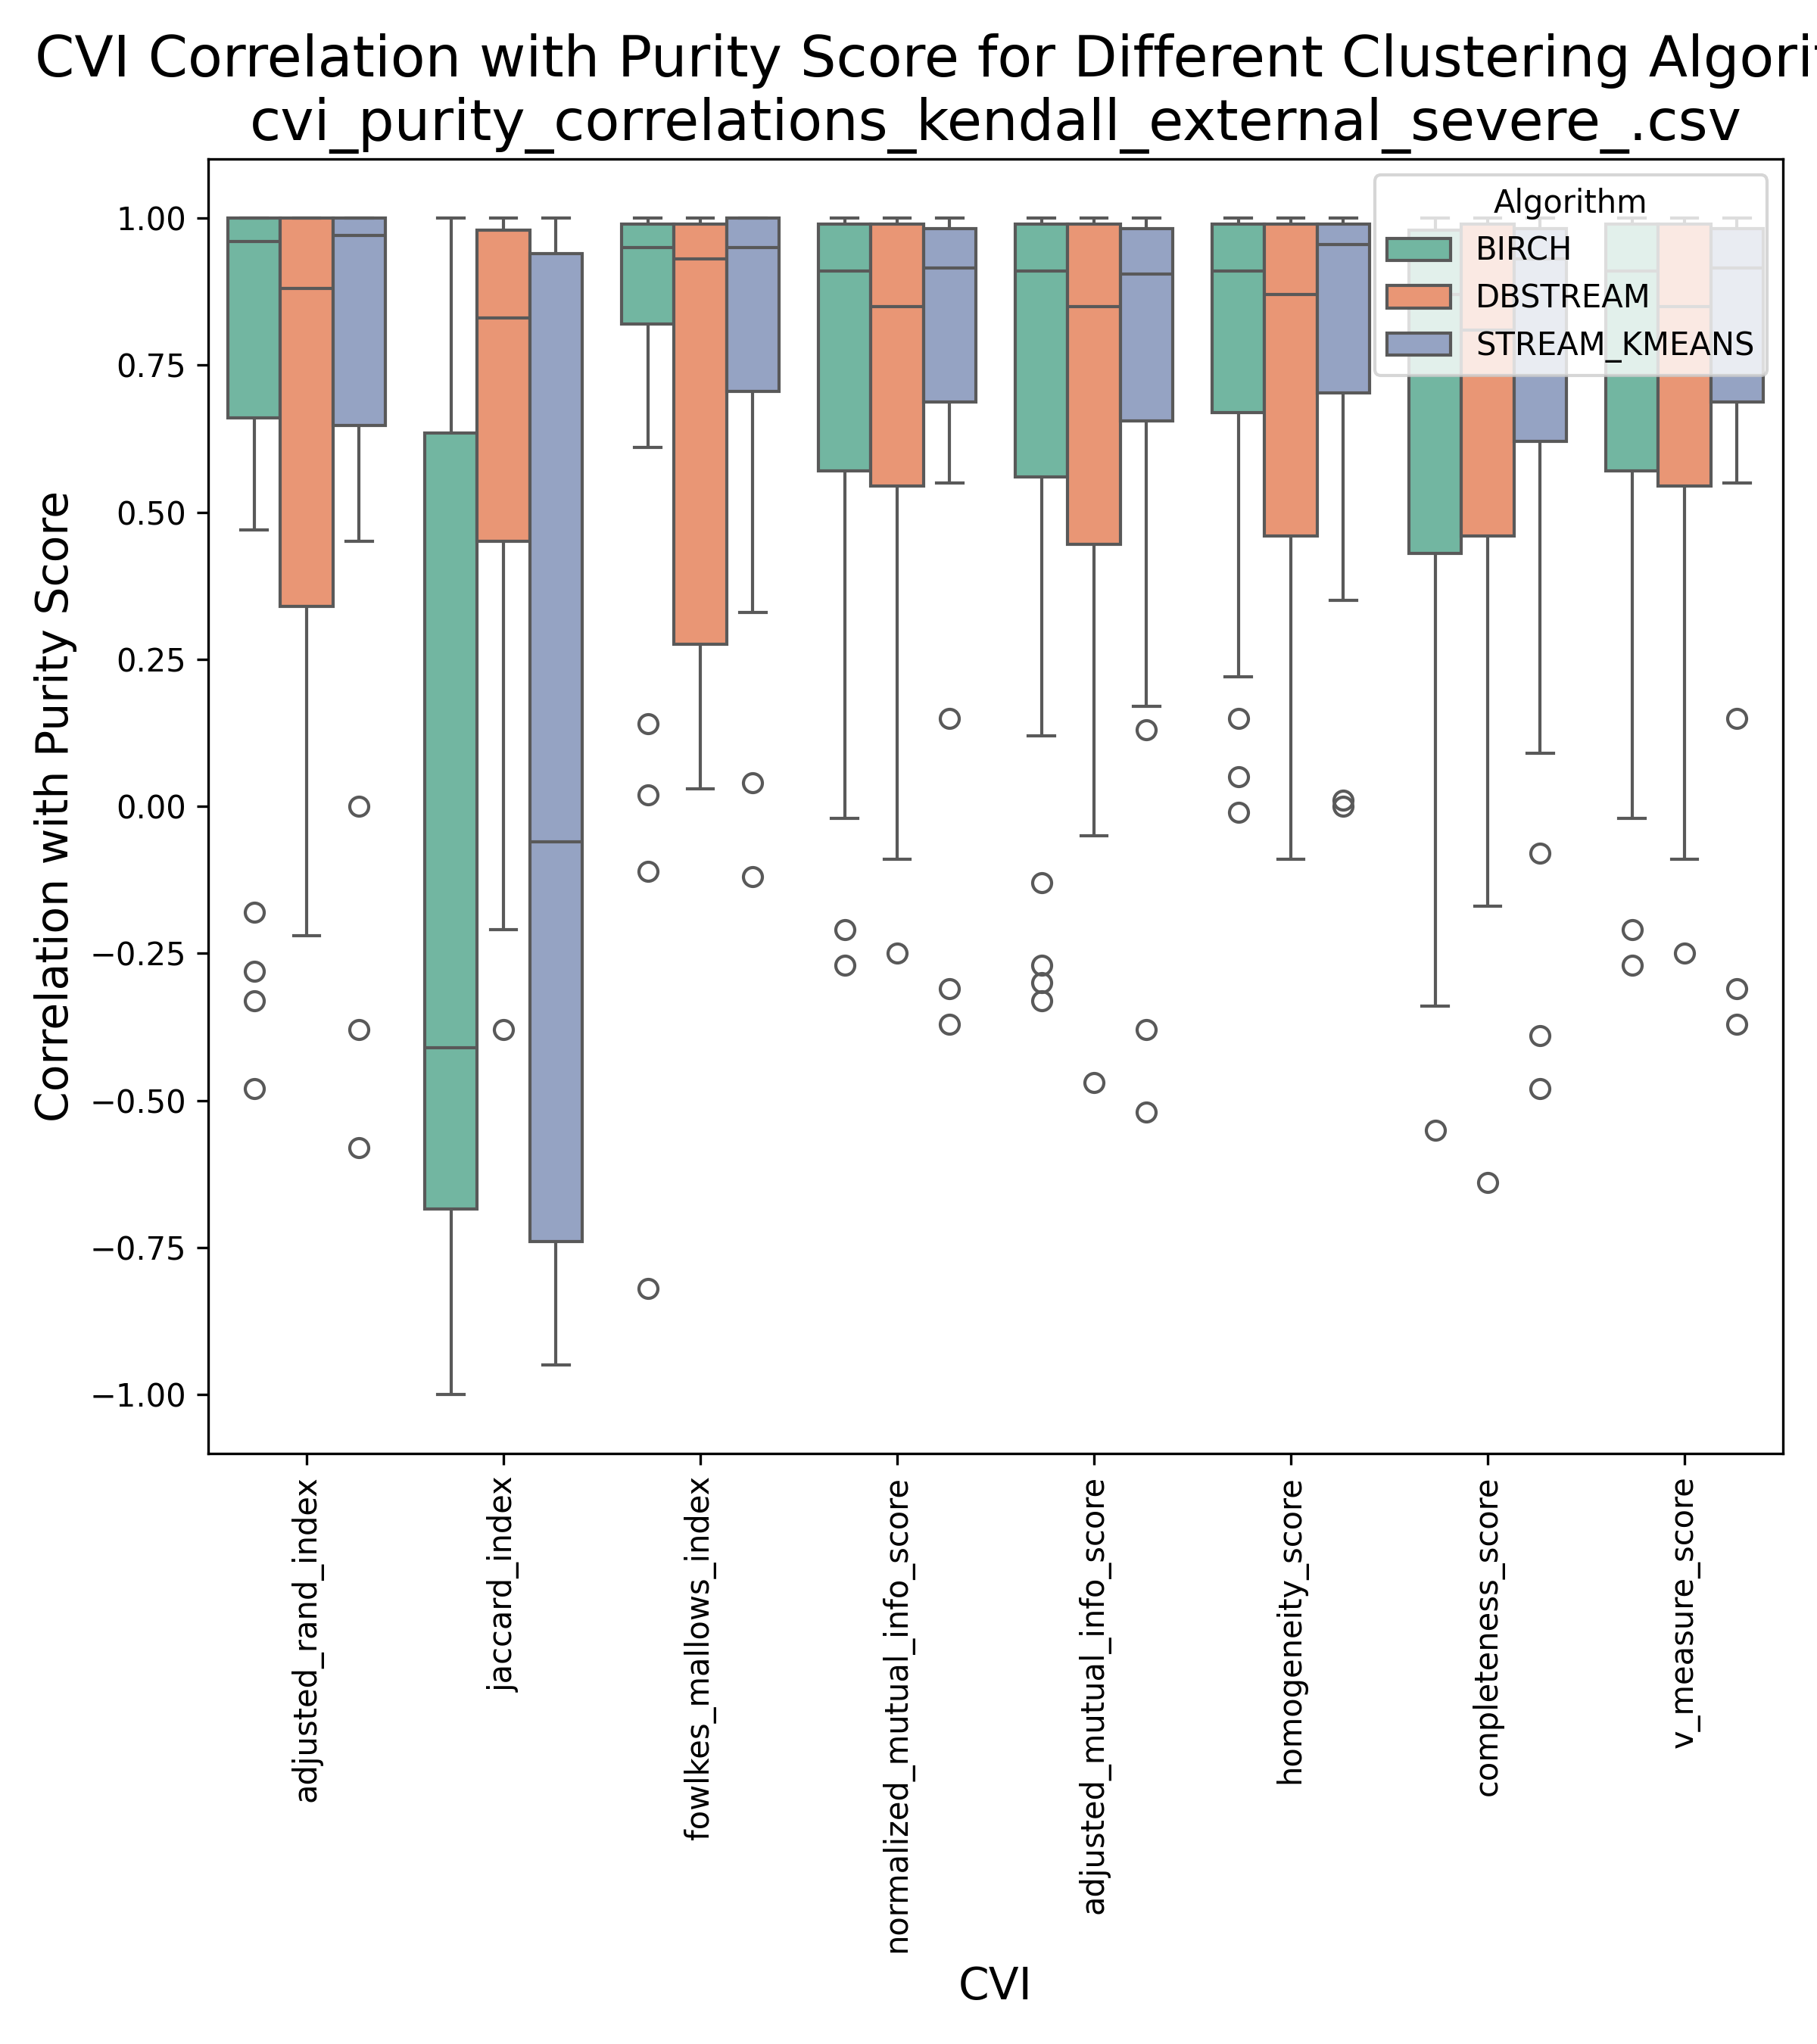 CVI Correlation with Purity Score for Different Clustering Algori
cvi_purity_correlations_kendall_external_severe_.csv
Algorithm
BIRCH
DBSTREAM
STREAM_KMEANS
Correlation with Purity Score
1.00
0.75
0.50
0.25
0.00
−0.25
−0.50
−0.75
−1.00
adjusted_rand_index
jaccard_index
fowlkes_mallows_index
normalized_mutual_info_score
adjusted_mutual_info_score
homogeneity_score
completeness_score
v_measure_score
CVI